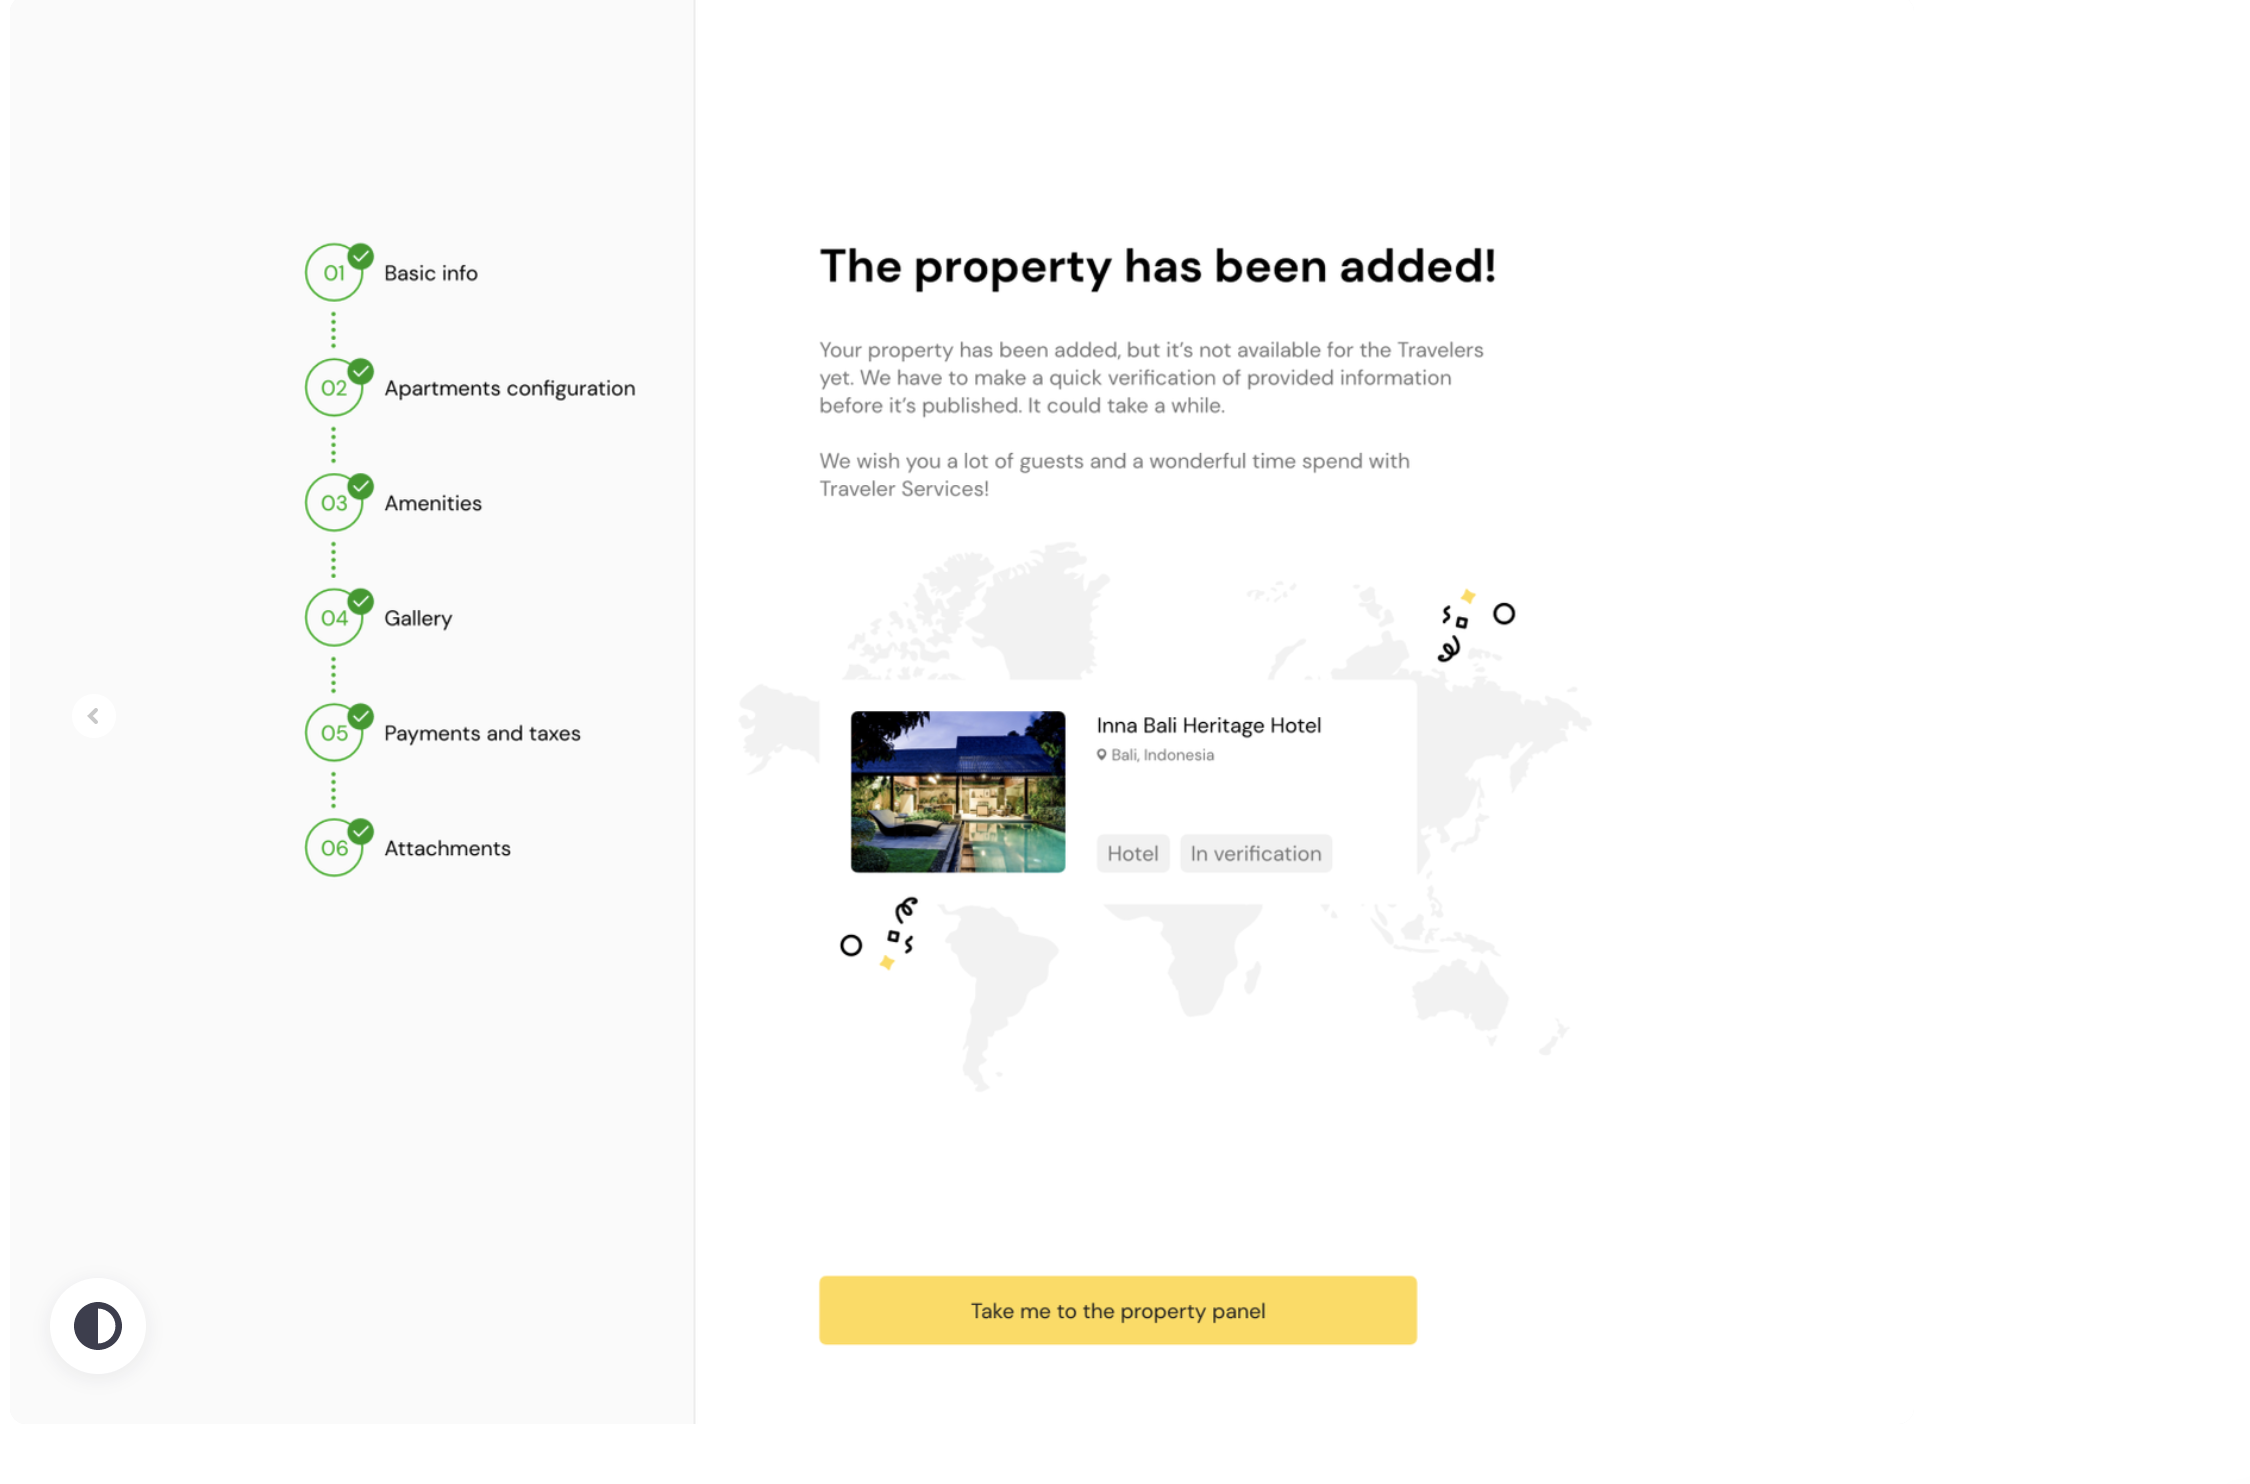 01 Basic info
02 Apartments configuration
03 Amenities
04 Gallery
05 Payments and taxes
06 Attachments
The property has been added!
Your property has been added, but it’s not available for the Travelers
yet. We have to make a quick verification of provided information
before it’s published. It could take a while.
We wish you a lot of guests and a wonderful time spend with
Traveler Services!
Inna Bali Heritage Hotel
Bali, Indonesia
Hotel In verification
Take me to the property panel